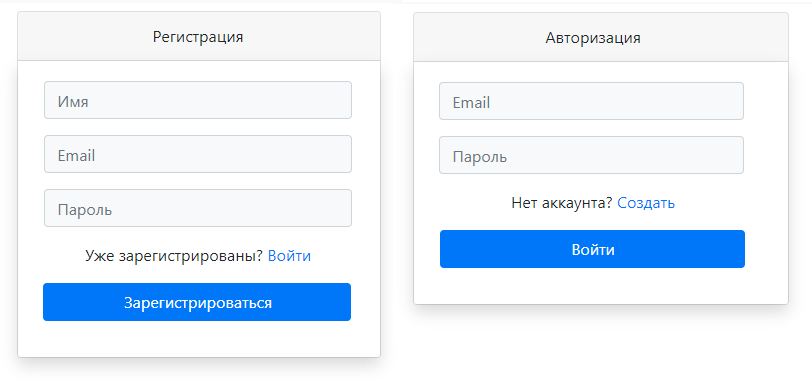 Регистрация
Имя
Email
Пароль
Уже зарегистрированы? Войти
Зарегистрироваться
Авторизация
Email
Пароль
Нет аккаунта? Создать
Войти